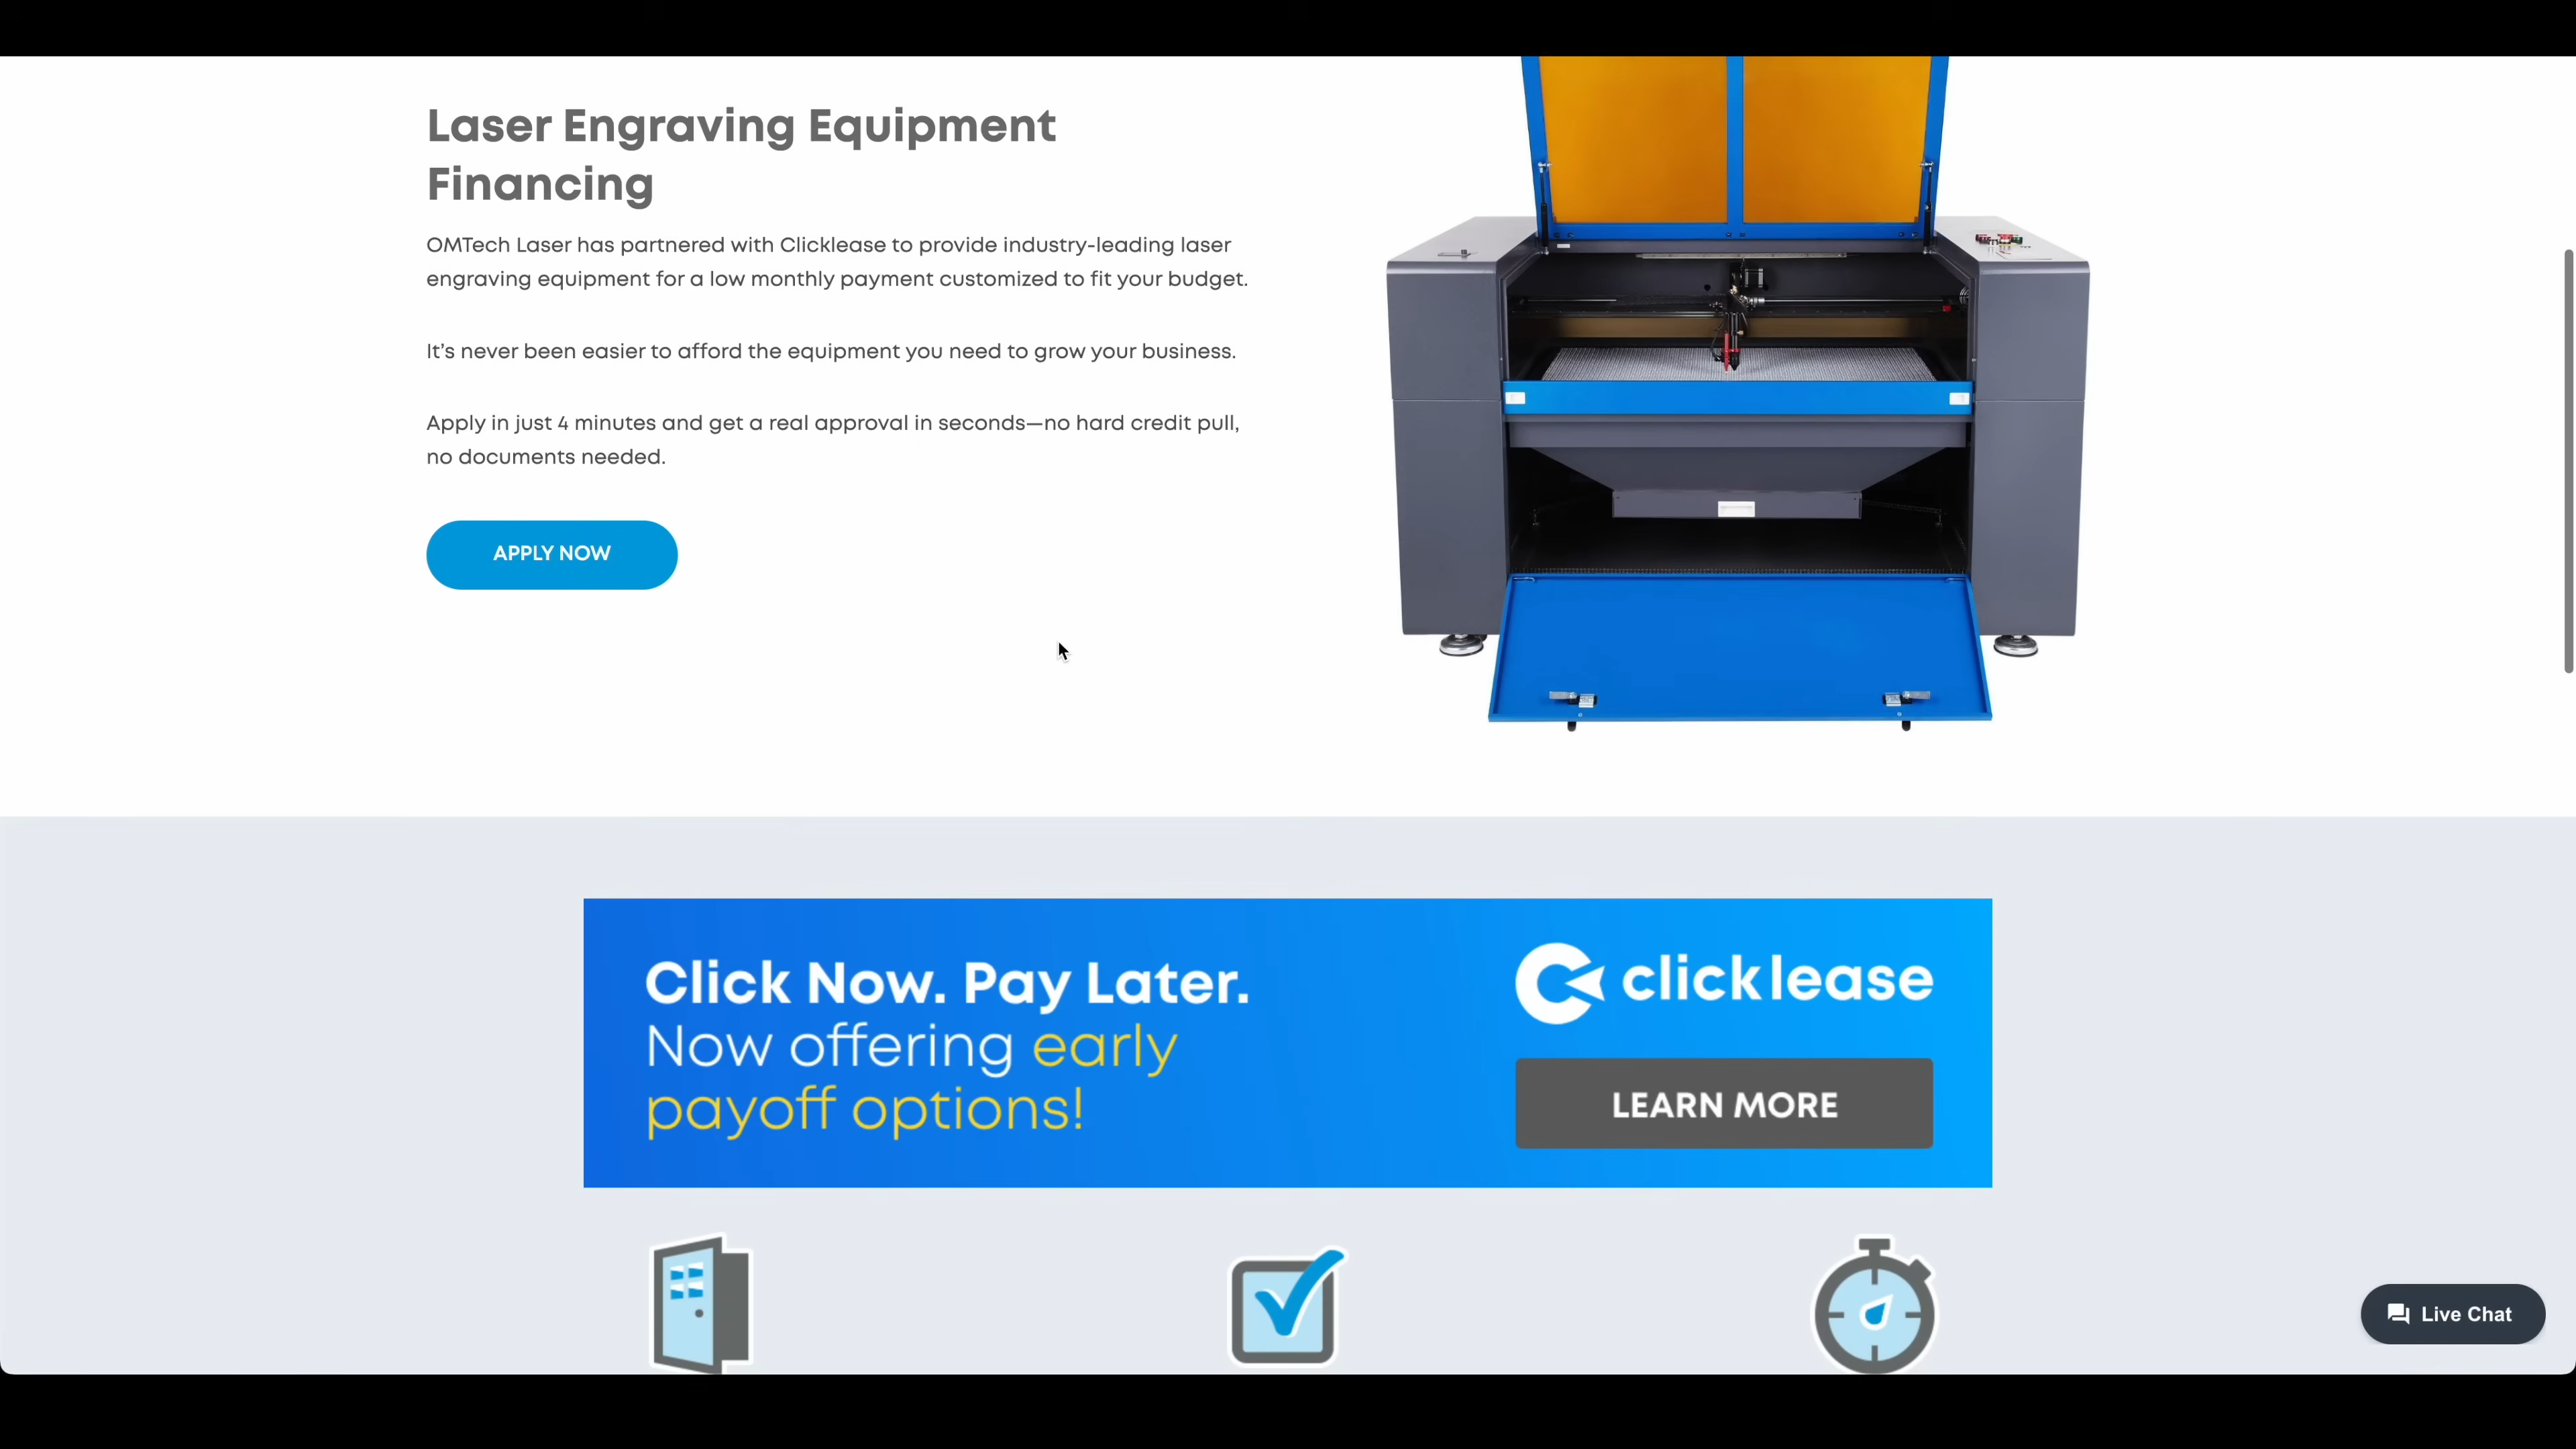 Laser Engraving Equipment
Financing
OMTech Laser has partnered with Clicklease to provide industry-leading laser
engraving equipment for a low monthly payment customized to fit your budget.
It’s never been easier to afford the equipment you need to grow your business.
Apply in just 4 minutes and get a real approval in seconds—no hard credit pull,
no documents needed.
APPLY NOW
Click Now. Pay Later.
Now offering early
payoff options!
clicklease
LEARN MORE
Live Chat